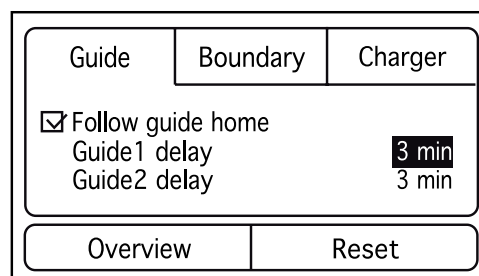 Guide Boundary Charger
Follow guide home
Guide1 delay 3 min
Guide2 delay 3 min
Overview Reset